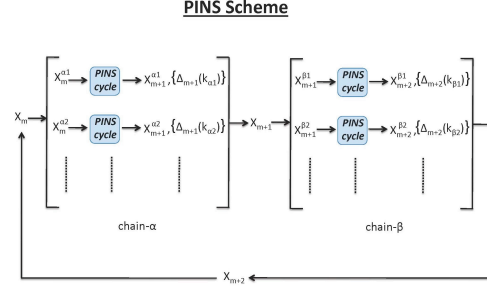 PINS Scheme
X_m^α1 PINS cycle X_{m+1}^α1,{Δ_{m+1}(k_α1)} X_{m+1}^β1 PINS cycle X_{m+2}^β1,{Δ_{m+2}(k_β1)}
X_m X_m^α2 PINS cycle X_{m+1}^α2,{Δ_{m+1}(k_α2)} X_{m+1} X_{m+1}^β2 PINS cycle X_{m+2}^β2,{Δ_{m+2}(k_β2)}
chain-α chain-β
X_{m+2}